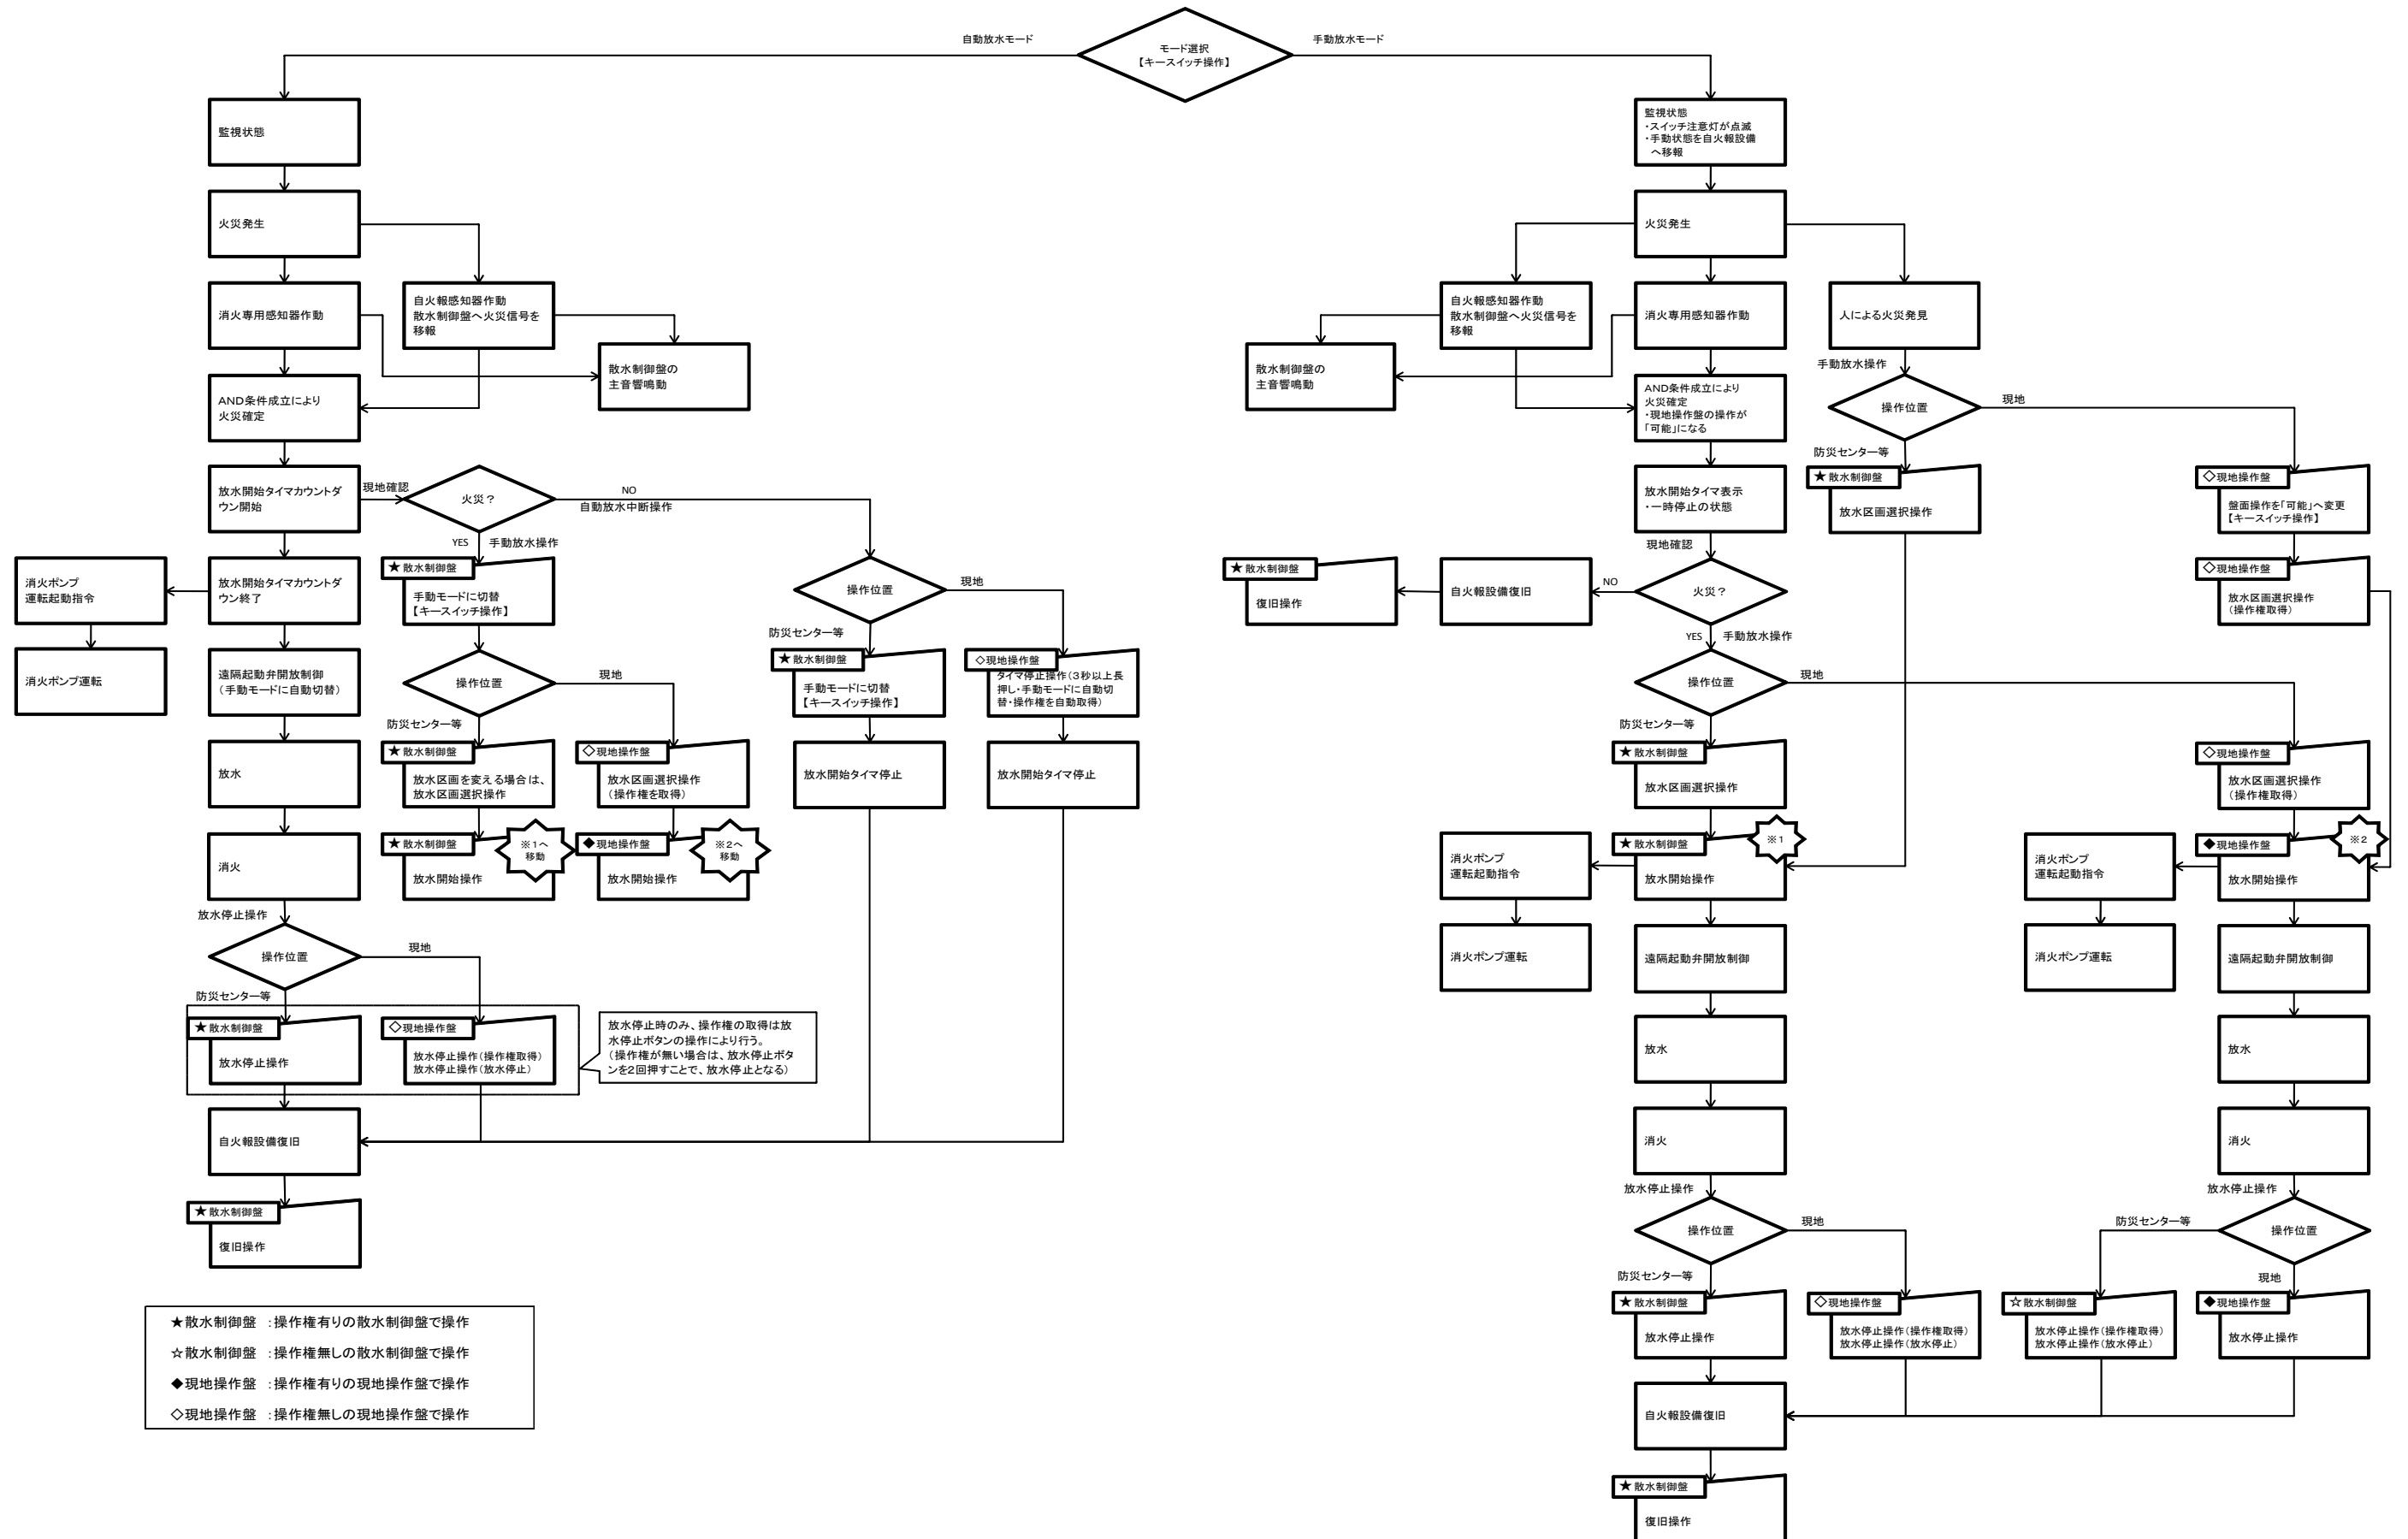 自動放水モード
モード選択
【キースイッチ操作】
手動放水モード
監視状態
火災発生
消火専用感知器作動
自火報感知器作動
散水制御盤へ火災信号を
移報
散水制御盤の
主音響鳴動
AND条件成立により
火災確定
放水開始タイマカウントダ
ウン開始
現地確認
火災?
NO
自動放水中断操作
YES
手動放水操作
放水開始タイマカウントダ
ウン終了
消火ポンプ
運転起動指令
消火ポンプ運転
★散水制御盤
手動モードに切替
【キースイッチ操作】
操作位置
現地
防災センター等
★散水制御盤
手動モードに切替
【キースイッチ操作】
◇現地操作盤
タイマ停止操作(3秒以上長
押し・手動モードに自動切
替・操作権を自動取得)
遠隔起動弁開放制御
(手動モードに自動切替)
操作位置
現地
防災センター等
★散水制御盤
放水区画を変える場合は、
放水区画選択操作
◇現地操作盤
放水区画選択操作
(操作権を取得)
放水開始タイマ停止
放水開始タイマ停止
放水
★散水制御盤
放水開始操作
※1へ
移動
◆現地操作盤
放水開始操作
※2へ
移動
消火
放水停止操作
操作位置
現地
防災センター等
★散水制御盤
放水停止操作
◇現地操作盤
放水停止操作(操作権取得)
放水停止操作(放水停止)
放水停止時のみ、操作権の取得は放
水停止ボタンの操作により行う。
(操作権が無い場合は、放水停止ボタ
ンを2回押すことで、放水停止となる)
自火報設備復旧
★散水制御盤
復旧操作
★散水制御盤 :操作権有りの散水制御盤で操作
☆散水制御盤 :操作権無しの散水制御盤で操作
◆現地操作盤 :操作権有りの現地操作盤で操作
◇現地操作盤 :操作権無しの現地操作盤で操作
監視状態
・スイッチ注意灯が点滅
・手動状態を自火報設備
へ移報
火災発生
自火報感知器作動
散水制御盤へ火災信号を
移報
消火専用感知器作動
人による火災発見
散水制御盤の
主音響鳴動
手動放水操作
AND条件成立により
火災確定
・現地操作盤の操作が
「可能」になる
操作位置
現地
防災センター等
★散水制御盤
放水区画選択操作
◇現地操作盤
盤面操作を「可能」へ変更
【キースイッチ操作】
放水開始タイマ表示
・一時停止の状態
現地確認
◇現地操作盤
放水区画選択操作
(操作権取得)
★散水制御盤
復旧操作
自火報設備復旧
NO
火災?
YES
手動放水操作
操作位置
現地
防災センター等
★散水制御盤
放水区画選択操作
◇現地操作盤
放水区画選択操作
(操作権取得)
消火ポンプ
運転起動指令
★散水制御盤
放水開始操作
※1
消火ポンプ
運転起動指令
◆現地操作盤
放水開始操作
※2
消火ポンプ運転
遠隔起動弁開放制御
消火ポンプ運転
遠隔起動弁開放制御
放水
放水
消火
消火
放水停止操作
放水停止操作
操作位置
現地
防災センター等
操作位置
防災センター等
現地
★散水制御盤
放水停止操作
◇現地操作盤
放水停止操作(操作権取得)
放水停止操作(放水停止)
☆散水制御盤
放水停止操作(操作権取得)
放水停止操作(放水停止)
◆現地操作盤
放水停止操作
自火報設備復旧
★散水制御盤
復旧操作